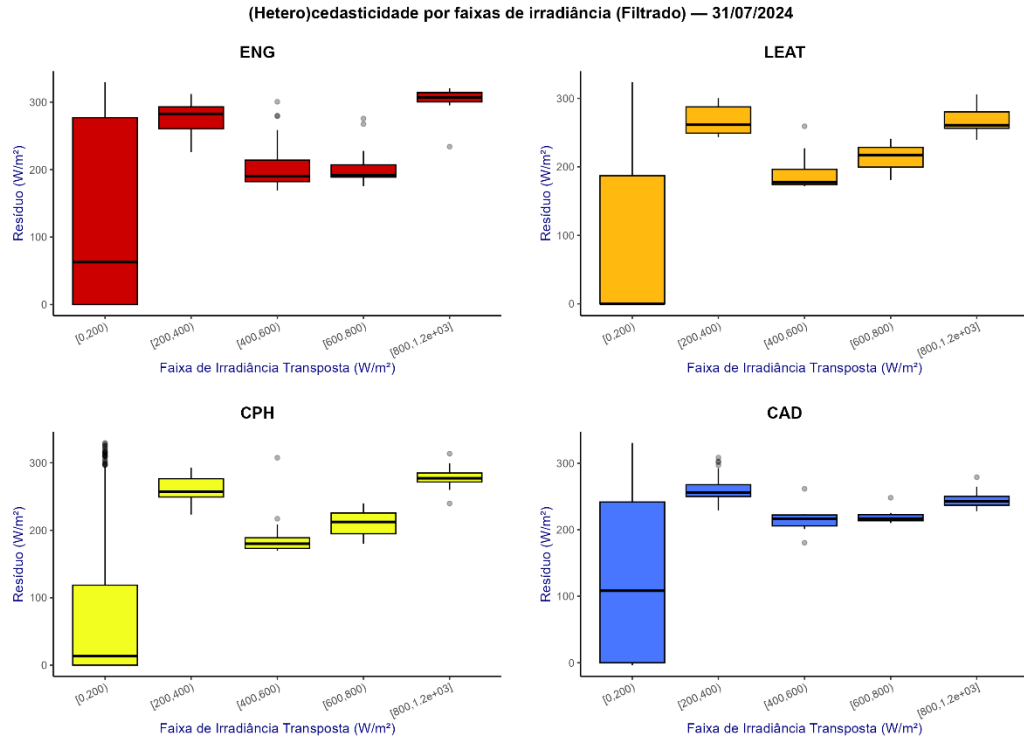 (Hetero)cedasticidade por faixas de irradiância (Filtrado) — 31/07/2024
ENG
Resíduo (W/m²)
300
200
100
0
[0,200)
[200,400)
[400,600)
[600,800)
[800,1.2e+03]
Faixa de Irradiância Transposta (W/m²)
LEAT
Resíduo (W/m²)
300
200
100
0
[0,200)
[200,400)
[400,600)
[600,800)
[800,1.2e+03]
Faixa de Irradiância Transposta (W/m²)
CPH
Resíduo (W/m²)
300
200
100
0
[0,200)
[200,400)
[400,600)
[600,800)
[800,1.2e+03]
Faixa de Irradiância Transposta (W/m²)
CAD
Resíduo (W/m²)
300
200
100
0
[0,200)
[200,400)
[400,600)
[600,800)
[800,1.2e+03]
Faixa de Irradiância Transposta (W/m²)